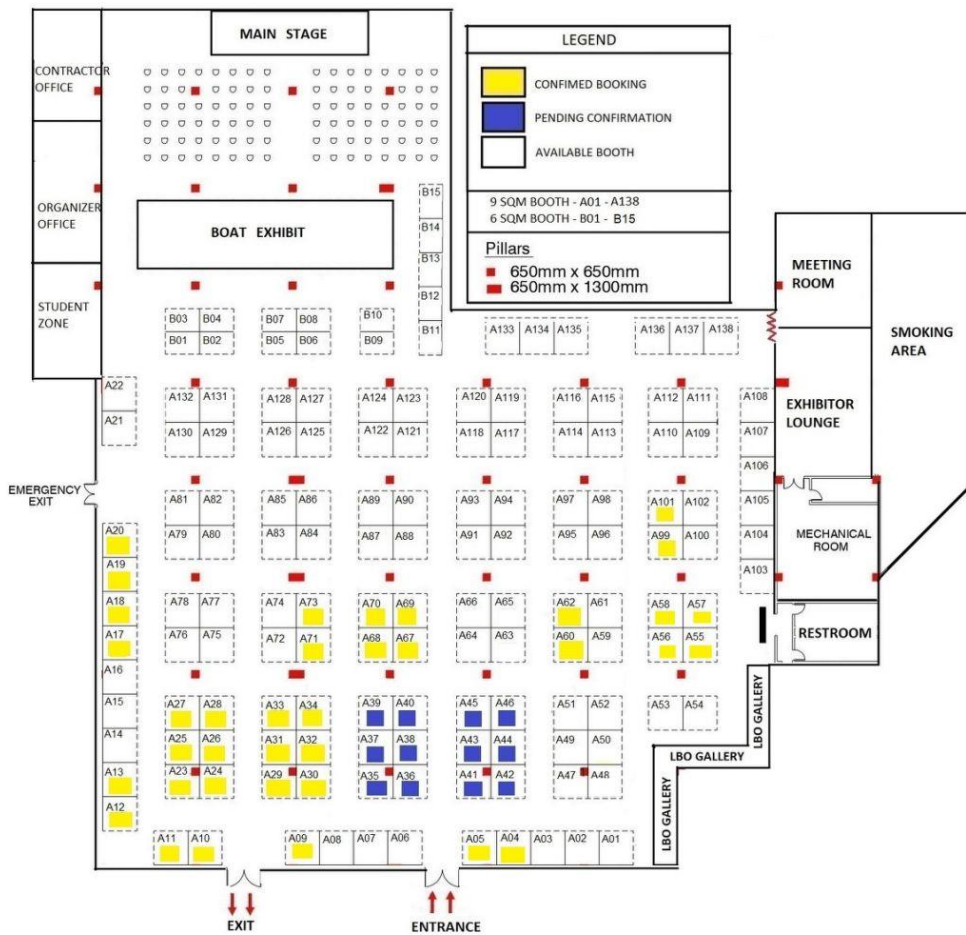 MAIN STAGE
LEGEND
CONFIMED BOOKING
PENDING CONFIRMATION
AVAILABLE BOOTH
9 SQM BOOTH - A01 - A138
6 SQM BOOTH - B01 - B15
Pillars
650mm x 650mm
650mm x 1300mm
CONTRACTOR
OFFICE
ORGANIZER
OFFICE
STUDENT
ZONE
BOAT EXHIBIT
B15
B14
B13
B12
B11
MEETING
ROOM
SMOKING
AREA
EXHIBITOR
LOUNGE
MECHANICAL
ROOM
RESTROOM
B03 B04 B07 B08 B10
B01 B02 B05 B06 B09
A133 A134 A135 A136 A137 A138
A22
A21
A132 A131 A128 A127 A124 A123 A120 A119 A116 A115 A112 A111 A108
A130 A129 A126 A125 A122 A121 A118 A117 A114 A113 A110 A109 A107
A106
EMERGENCY
EXIT
A81 A82 A85 A86 A89 A90 A93 A94 A97 A98 A101 A102 A105
A79 A80 A83 A84 A87 A88 A91 A92 A95 A96 A99 A100 A104
A103
A20
A19
A18
A17
A16
A15
A14
A13
A12
A78 A77 A74 A73 A70 A69 A66 A65 A62 A61 A58 A57
A76 A75 A72 A71 A68 A67 A64 A63 A60 A59 A56 A55
A27 A28 A33 A34 A39 A40 A45 A46 A51 A52 A53 A54
A25 A26 A31 A32 A37 A38 A43 A44 A49 A50
A23 A24 A29 A30 A35 A36 A41 A42 A47 A48
LBO GALLERY
LBO GALLERY
LBO GALLERY
A11 A10 A09 A08 A07 A06 A05 A04 A03 A02 A01
EXIT
ENTRANCE